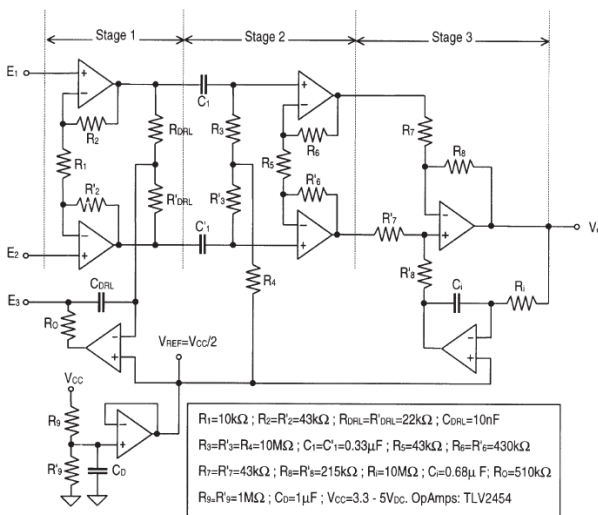 Stage 1
Stage 2
Stage 3
E1
C1
R2
RDRL
R3
R6
R7
R8
R1
R5
R'2
R'DRL
R'3
R'6
R'7
E2
C'1
R'8
E3
CDRL
R4
Ci
Ri
RO
VREF=VCC/2
VCC
R9
R'9
CD
R1=10kΩ ; R2=R'2=43kΩ ; RDRL=R'DRL=22kΩ ; CDRL=10nF
R3=R'3=R4=10MΩ ; C1=C'1=0.33μF ; R5=43kΩ ; R6=R'6=430kΩ
R7=R'7=43kΩ ; R8=R'8=215kΩ ; Ri=10MΩ ; Ci=0.68μ F; RO=510kΩ
R9=R'9=1MΩ ; CD=1μF ; VCC=3.3 - 5VDC. OpAmps: TLV2454